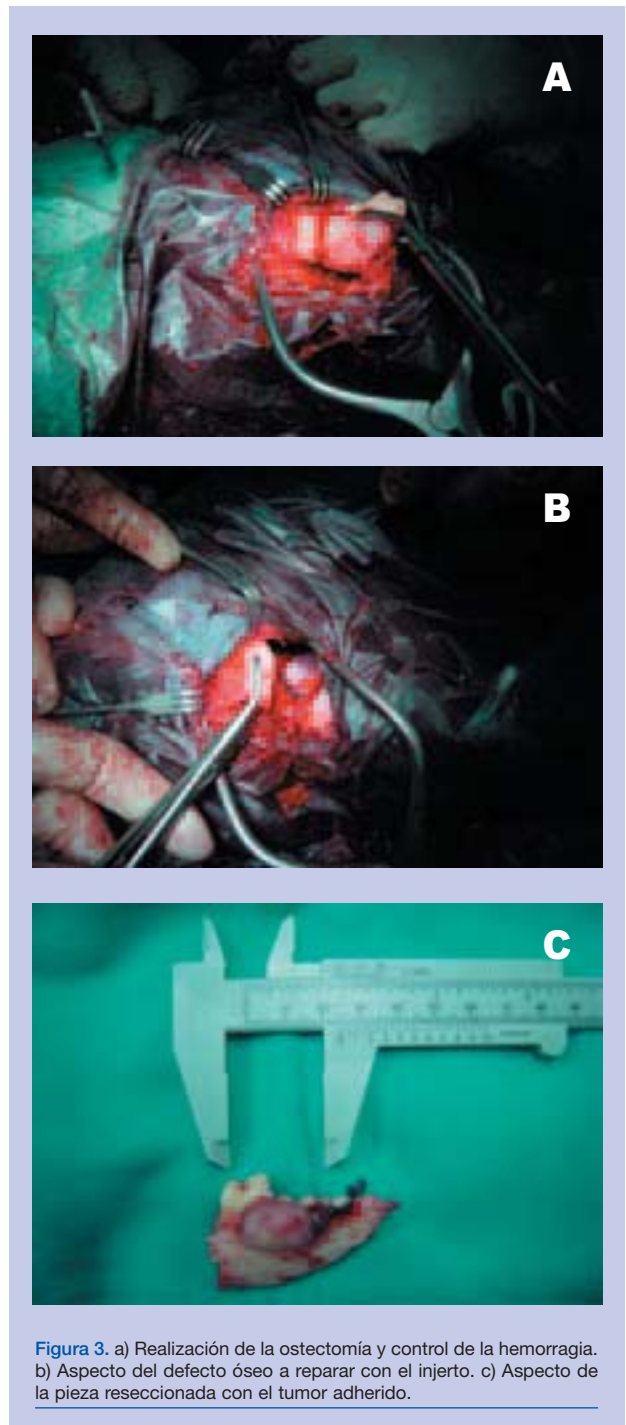 A
B
C
Figura 3. a) Realización de la ostectomía y control de la hemorragia.
b) Aspecto del defecto óseo a reparar con el injerto. c) Aspecto de
la pieza reseccionada con el tumor adherido.